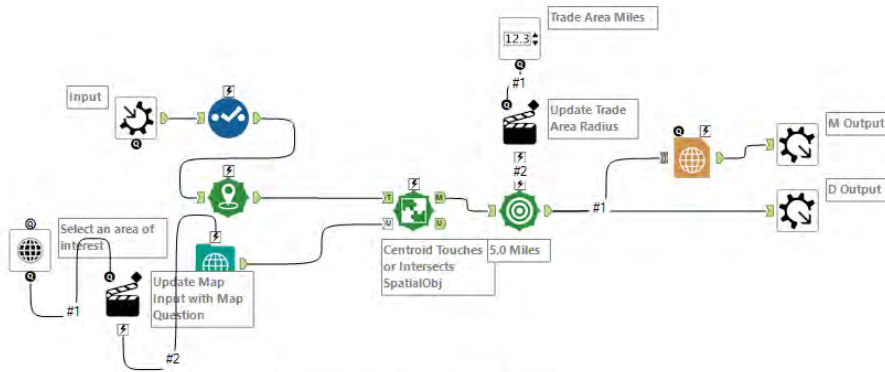 Trade Area Miles
12.3
#1
input
Update Trade
Area Radius
M Output
#2
T
M
U
U
D Output
#1
Select an area of
interest
Centroid Touches
or Intersects
SpatialObj
5.0 Miles
Update Map
Input with Map
Question
#1
#2